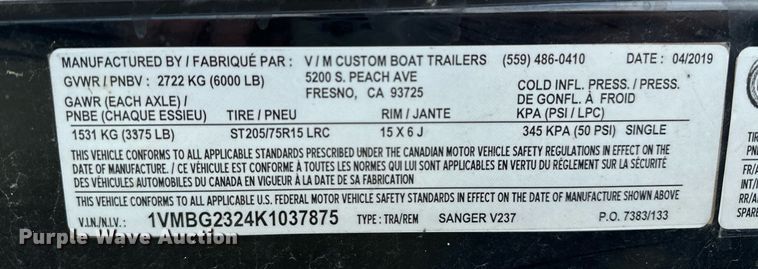 MANUFACTURED BY / FABRIQUÉ PAR : V / M CUSTOM BOAT TRAILERS (559) 486-0410 DATE : 04/2019
GVWR / PNBV : 2722 KG (6000 LB) 5200 S. PEACH AVE
FRESNO, CA 93725
COLD INFL. PRESS. / PRESS.
DE GONFL. À FROID
GAWR (EACH AXLE) /
PNBE (CHAQUE ESSIEU) TIRE / PNEU RIM / JANTE KPA (PSI / LPC)
1531 KG (3375 LB) ST205/75R15 LRC 15 X 6 J 345 KPA (50 PSI) SINGLE
THIS VEHICLE CONFORMS TO ALL APPLICABLE STANDARDS PRESCRIBED UNDER THE CANADIAN MOTOR VEHICLE SAFETY REGULATIONS IN EFFECT ON THE
DATE OF MANUFACTURE / CE VÉHICULE EST CONFORME À TOUTES LES NORMES QUI LUI SONT APPLICABLES EN VERTU DU RÉGLEMENT SUR LA SÉCURITÉ
DES VÉHICULES AUTOMOBILES DU CANADA EN VIGUEUR À LA DATE DE SA FABRICATION
THIS VEHICLE CONFORMS TO ALL APPLICABLE U.S. FEDERAL MOTOR VEHICLE SAFETY STANDARDS IN EFFECT ON THE DATE OF MANUFACTURE SHOWN ABOVE.
V.I.N./N.I.V.: 1VMBG2324K1037875 TYPE : TRA/REM SANGER V237 P.O. 7383/133
TIR
PNE
FR/A
INT/
RR/A
SPARE
Purple Wave Auction